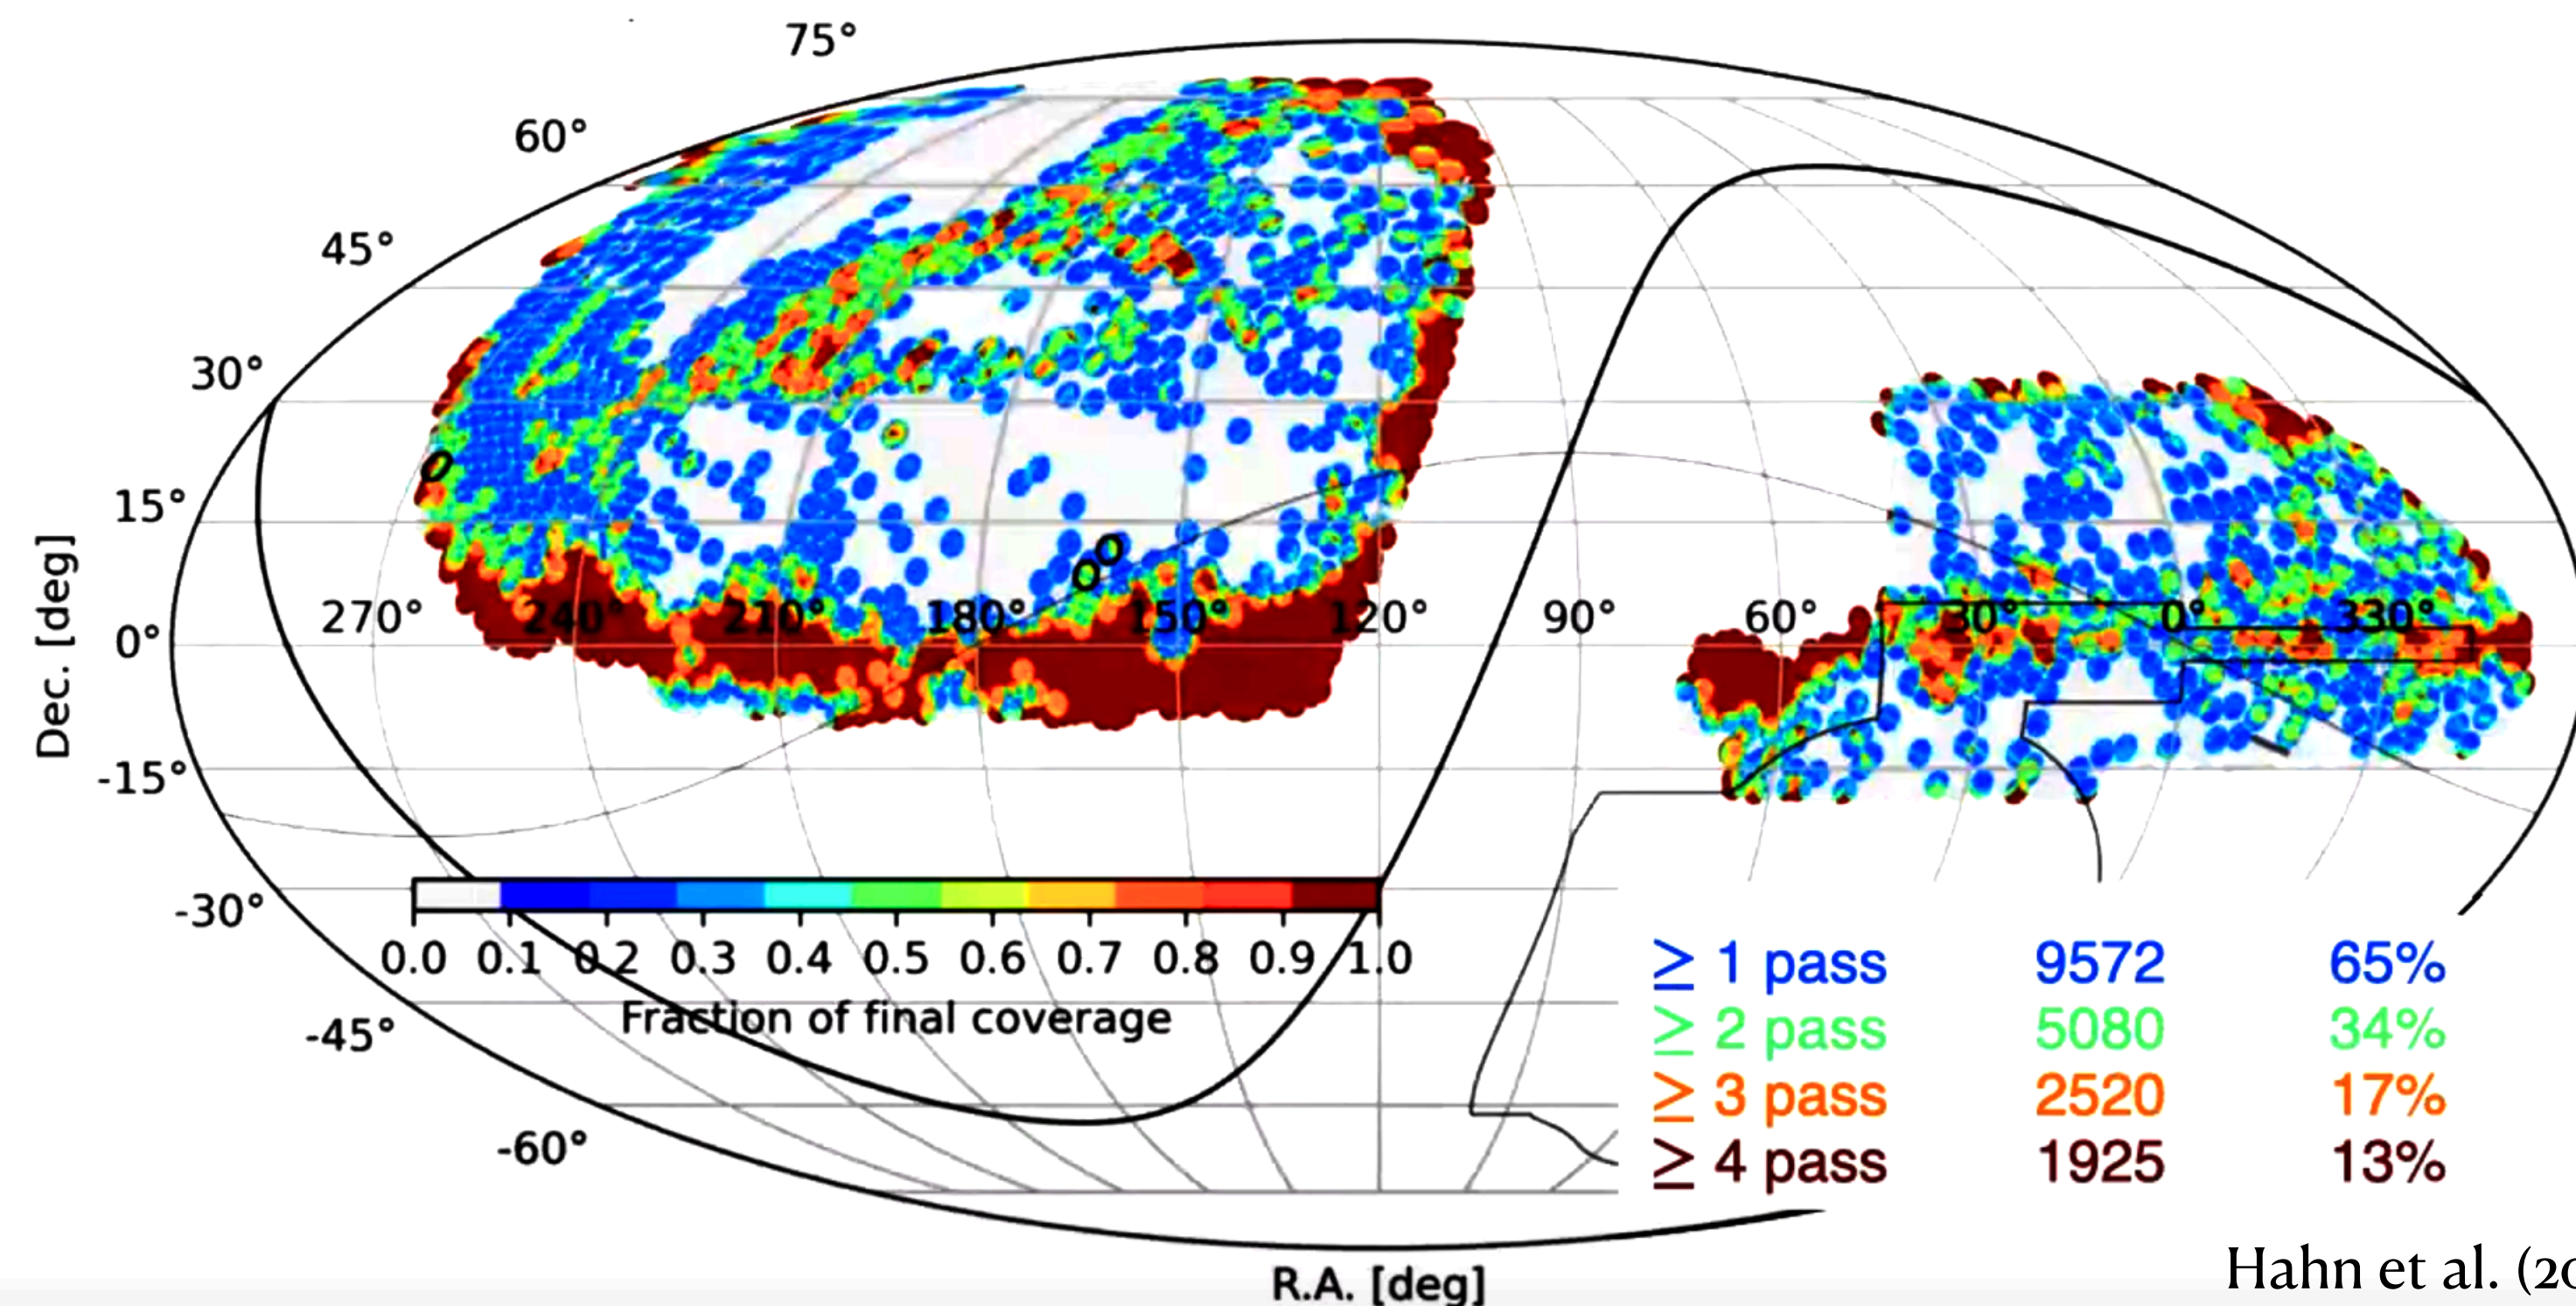 75°
60°
45°
30°
15°
0°
-15°
-30°
-45°
-60°
Dec. [deg]
270° 240° 210° 180° 150° 120° 90° 60° 30° 0° 330°
0.0 0.1 0.2 0.3 0.4 0.5 0.6 0.7 0.8 0.9 1.0
Fraction of final coverage
≥ 1 pass 9572 65%
≥ 2 pass 5080 34%
≥ 3 pass 2520 17%
≥ 4 pass 1925 13%
R.A. [deg]
Hahn et al. (20